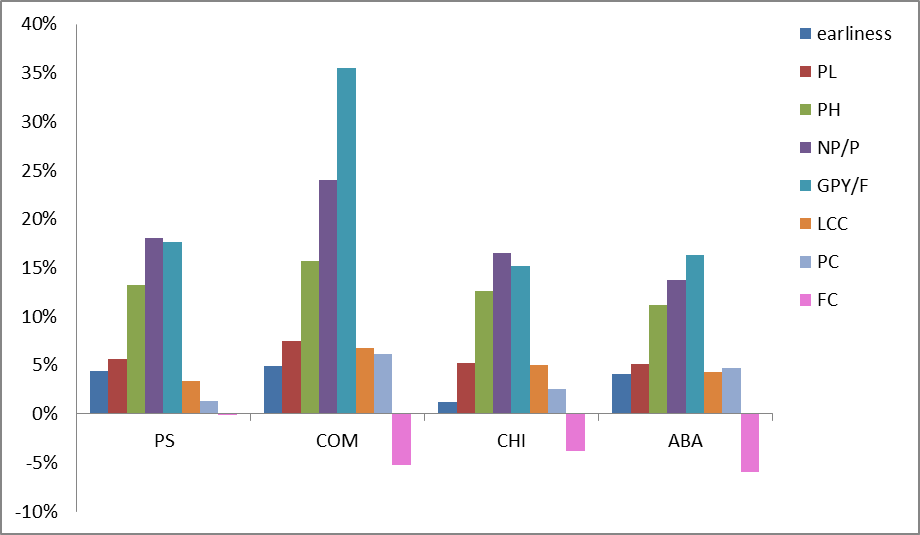 40%
35%
30%
25%
20%
15%
10%
5%
0%
-5%
-10%
PS
COM
CHI
ABA
earliness
PL
PH
NP/P
GPY/F
LCC
PC
FC